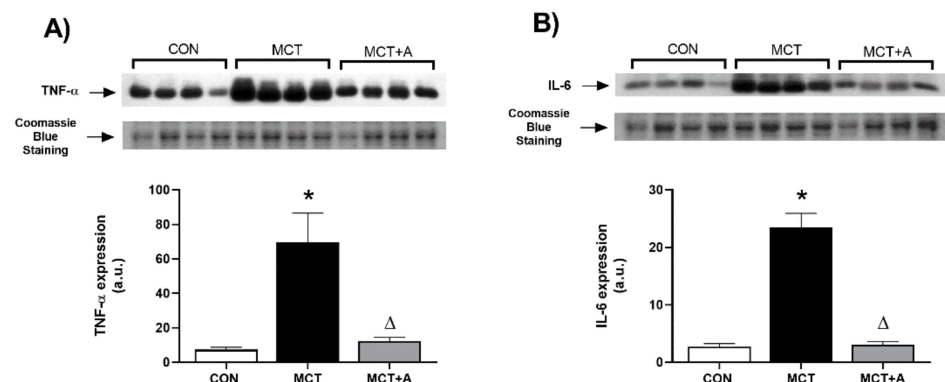 A)
CON MCT MCT+A
TNF-α
Coomassie
Blue
Staining
TNF-α expression
(a.u.)
100
80
60
40
20
0
*
Δ
CON MCT MCT+A
B)
CON MCT MCT+A
IL-6
Coomassie
Blue
Staining
IL-6 expression
(a.u.)
30
20
10
0
*
Δ
CON MCT MCT+A